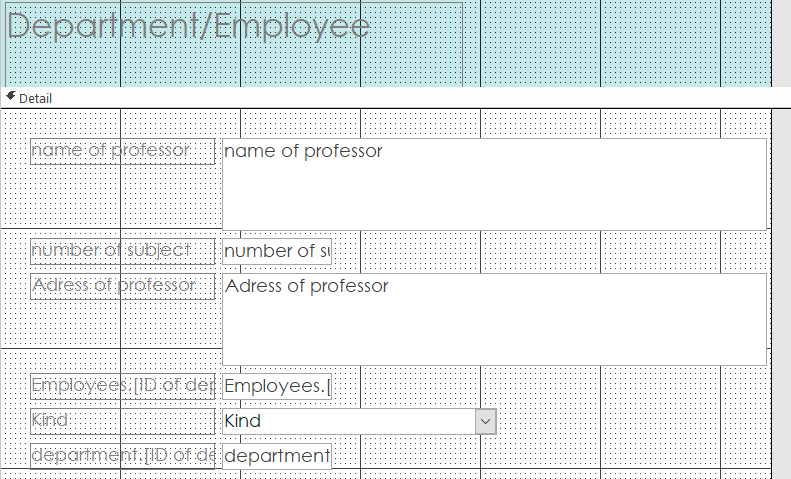 Department/Employee
Detail
name of professor name of professor
number of subject number of su
Adress of professor Adress of professor
Employees.[ID of dep Employees.[
Kind Kind
department.[ID of de department